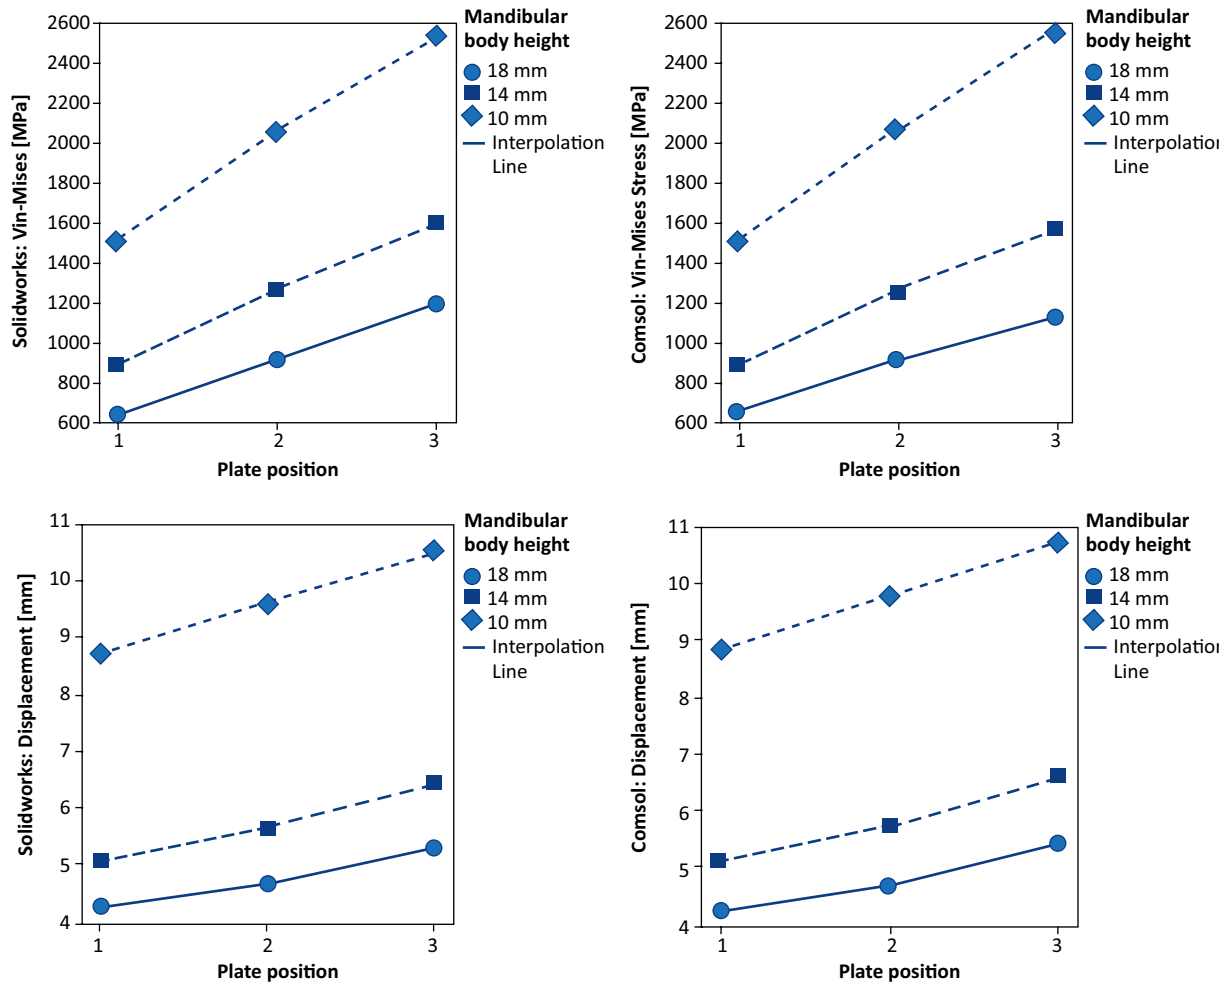 Solidworks: Vin-Mises [MPa]
2600
2400
2200
2000
1800
1600
1400
1200
1000
800
600
1 2 3
Plate position
Mandibular
body height
18 mm
14 mm
10 mm
Interpolation
Line
Comsol: Vin-Mises Stress [MPa]
2600
2400
2200
2000
1800
1600
1400
1200
1000
800
600
1 2 3
Plate position
Mandibular
body height
18 mm
14 mm
10 mm
Interpolation
Line
Solidworks: Displacement [mm]
11
10
9
8
7
6
5
4
1 2 3
Plate position
Mandibular
body height
18 mm
14 mm
10 mm
Interpolation
Line
Comsol: Displacement [mm]
11
10
9
8
7
6
5
4
1 2 3
Plate position
Mandibular
body height
18 mm
14 mm
10 mm
Interpolation
Line